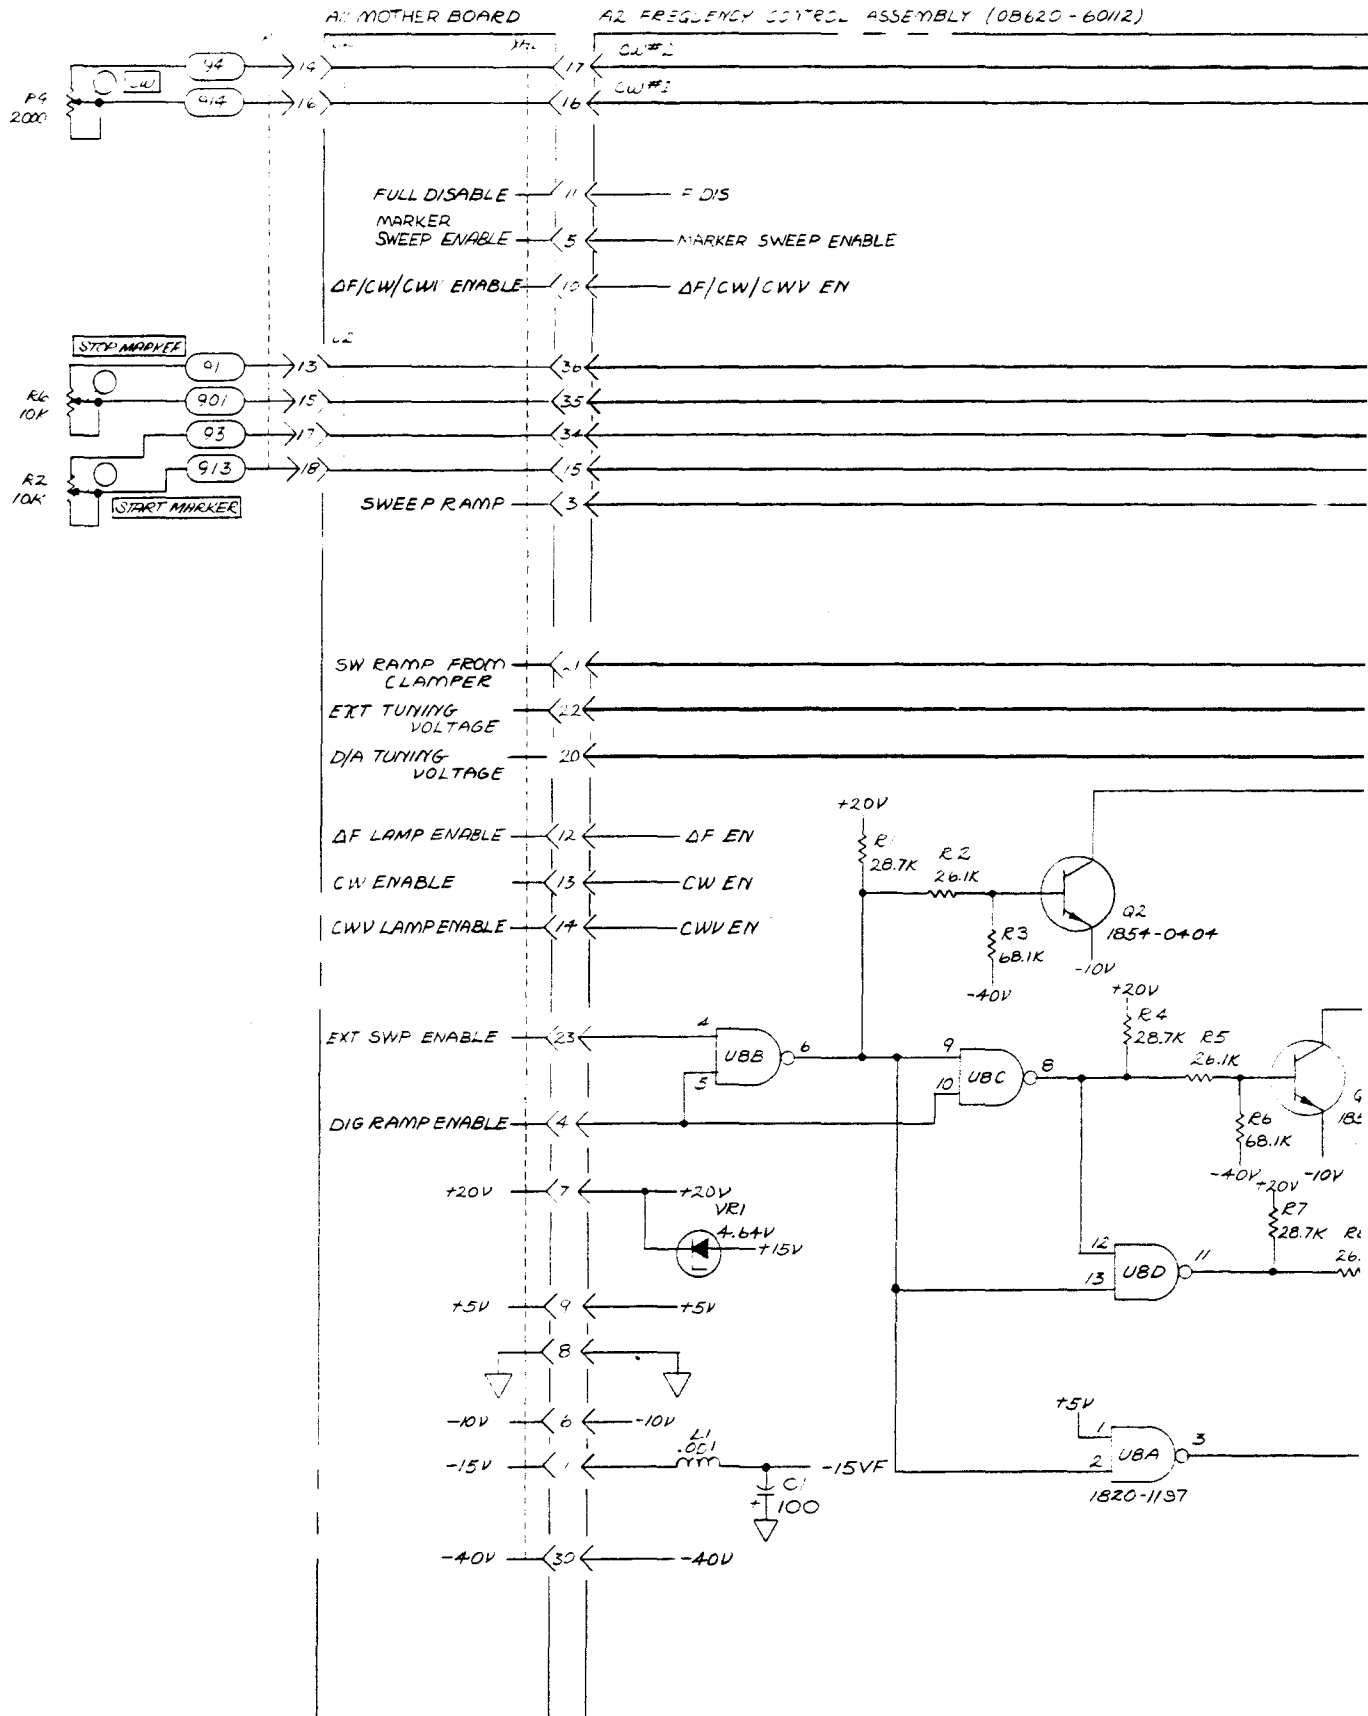 MOTHER BOARD
A2 FREQUENCY CONTROL ASSEMBLY (08620-60112)
94 14 17 CW#2
CW
914 16 16 CW#1
2000
FULL DISABLE 11 F DIS
MARKER
SWEEP ENABLE 5 MARKER SWEEP ENABLE
ΔF/CW/CWV ENABLE 10 ΔF/CW/CWV EN
STOP MARKER
91 13 36
R6
10K
901 15 35
93 17 34
913 18 15
R2
10K
START MARKER
SWEEP RAMP 3
SW RAMP FROM
CLAMPER
21
EXT TUNING
VOLTAGE
22
D/A TUNING
VOLTAGE
20
+20V
R1
28.7K
R2
26.1K
ΔF LAMP ENABLE 12 ΔF EN
CW ENABLE 13 CW EN
CWV LAMP ENABLE 14 CWV EN
Q2
1854-0404
R3
68.1K
-10V
-40V
+20V
R4
28.7K
R5
26.1K
EXT SWP ENABLE 23
4
U8B
6
5
9
U8C
8
10
DIG RAMP ENABLE 4
R6
68.1K
-40V
-10V
+20V 7 +20V
VR1
4.64V
+15V
+20V
R7
28.7K
12
U8D
11
13
+5V 9 +5V
8
-10V 6 -10V
L1
.001
-15V 1 -15VF
C1
100
+
+5V
1
U8A
3
2
1820-1197
-40V 30 -40V